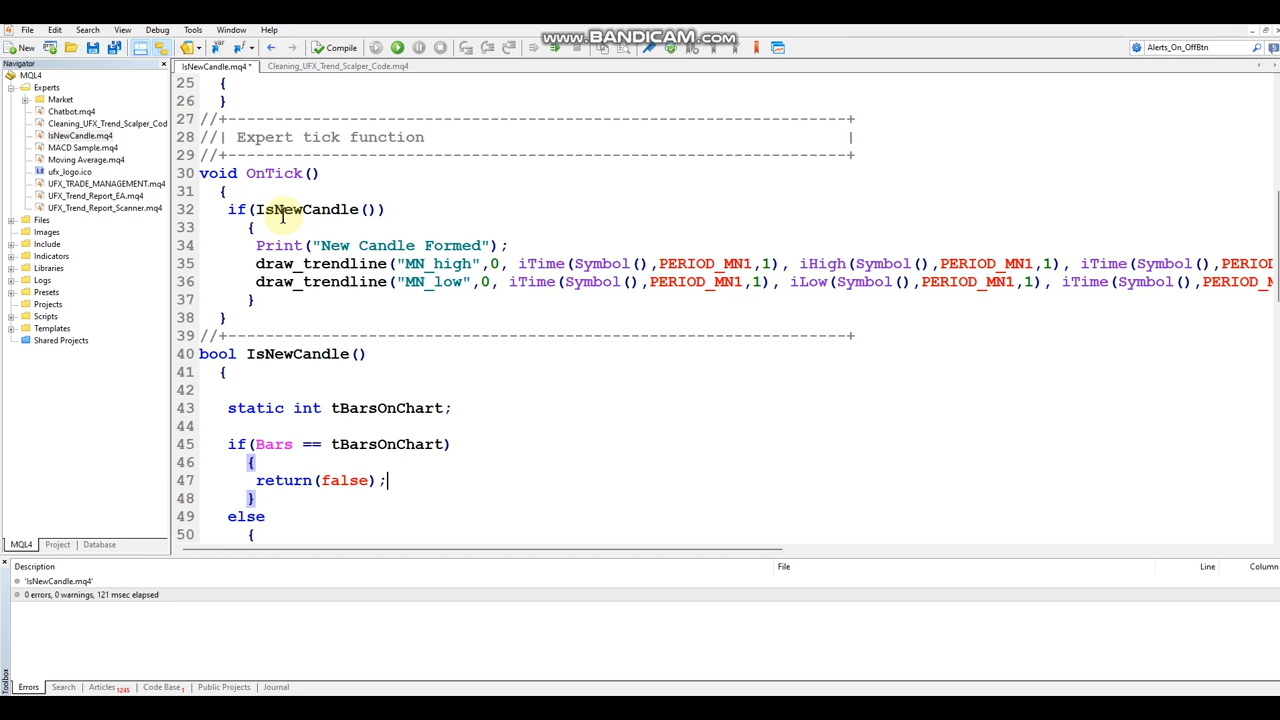 www.BANDICAM.com
File Edit Search View Debug Tools Window Help
New Compile Alerts_On_OffBtn
Navigator
IsNewCandle.mq4 * Cleaning_UFX_Trend_Scalper_Code.mq4
MQL4
Experts
Market
Chatbot.mq4
Cleaning_UFX_Trend_Scalper_Cod
IsNewCandle.mq4
MACD Sample.mq4
Moving Average.mq4
ufx_logo.ico
UFX_TRADE_MANAGEMENT.mq4
UFX_Trend_Report_EA.mq4
UFX_Trend_Report_Scanner.mq4
Files
Images
Include
Indicators
Libraries
Logs
Presets
Projects
Scripts
Templates
Shared Projects
MQL4 Project Database
25 {
26 }
27 //+------------------------------------------------------------------+
28 //| Expert tick function |
29 //+------------------------------------------------------------------+
30 void OnTick()
31 {
32 if(IsNewCandle())
33 {
34 Print("New Candle Formed");
35 draw_trendline("MN_high",0, iTime(Symbol(),PERIOD_MN1,1), iHigh(Symbol(),PERIOD_MN1,1), iTime(Symbol(),PERIOD
36 draw_trendline("MN_low",0, iTime(Symbol(),PERIOD_MN1,1), iLow(Symbol(),PERIOD_MN1,1), iTime(Symbol(),PERIOD_M
37 }
38 }
39 //+------------------------------------------------------------------+
40 bool IsNewCandle()
41 {
42
43 static int tBarsOnChart;
44
45 if(Bars == tBarsOnChart)
46 {
47 return(false);
48 }
49 else
50 {
Description File Line Column
'IsNewCandle.mq4'
0 errors, 0 warnings, 121 msec elapsed
Toolbox
Errors Search Articles 1245 Code Base 1 Public Projects Journal